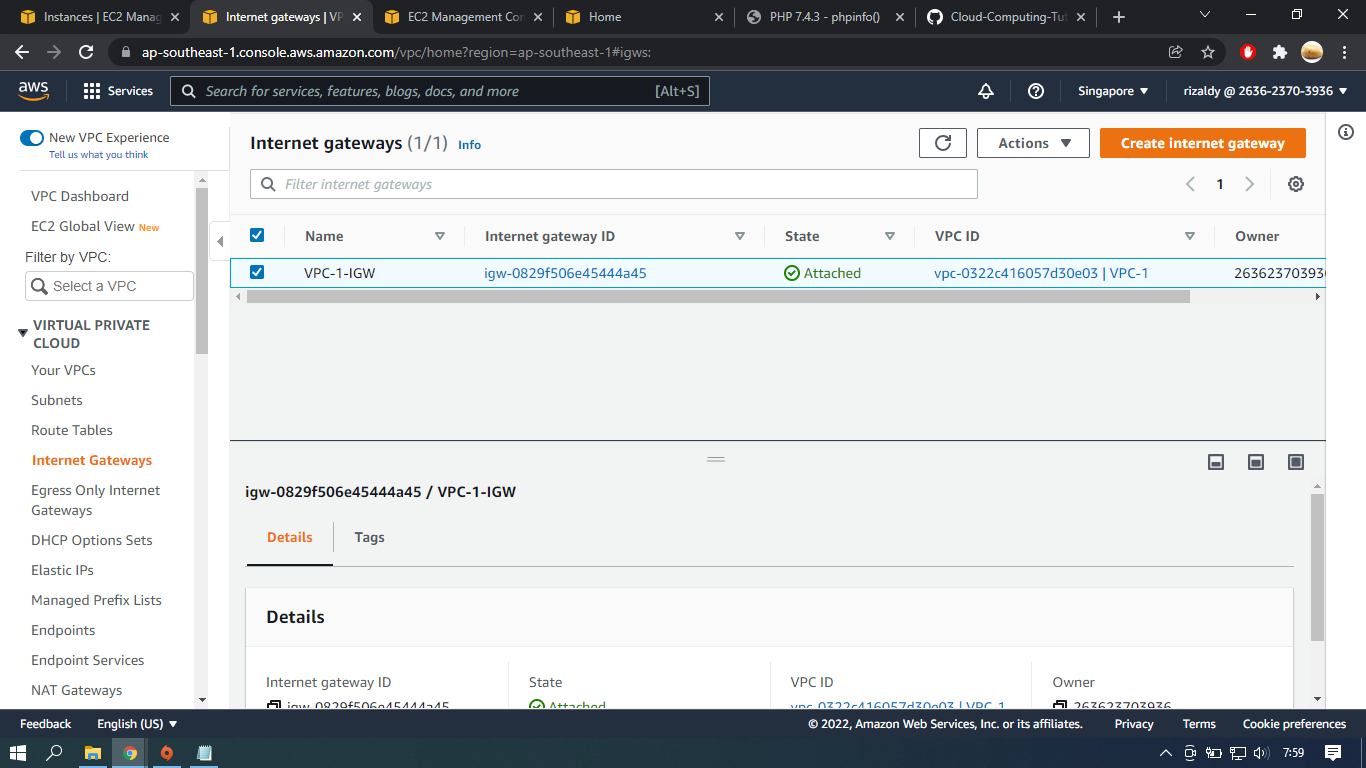 Instances | EC2 Manag
Internet gateways | VP
EC2 Management Con
Home
PHP 7.4.3 - phpinfo()
Cloud-Computing-Tut
ap-southeast-1.console.aws.amazon.com/vpc/home?region=ap-southeast-1#igws:
aws
Services
Search for services, features, blogs, docs, and more
[Alt+S]
Singapore
rizaldy @ 2636-2370-3936
New VPC Experience
Tell us what you think
VPC Dashboard
EC2 Global View New
Filter by VPC:
Select a VPC
VIRTUAL PRIVATE
CLOUD
Your VPCs
Subnets
Route Tables
Internet Gateways
Egress Only Internet
Gateways
DHCP Options Sets
Elastic IPs
Managed Prefix Lists
Endpoints
Endpoint Services
NAT Gateways
Internet gateways (1/1) Info
Actions
Create internet gateway
Filter internet gateways
1
Name
Internet gateway ID
State
VPC ID
Owner
VPC-1-IGW
igw-0829f506e45444a45
Attached
vpc-0322c416057d30e03 | VPC-1
263623703936
igw-0829f506e45444a45 / VPC-1-IGW
Details
Tags
Details
Internet gateway ID
State
VPC ID
Owner
igw-0829f506e45444a45
Attached
vpc-0322c416057d30e03 | VPC-1
263623703936
Feedback
English (US)
© 2022, Amazon Web Services, Inc. or its affiliates.
Privacy
Terms
Cookie preferences
7:59